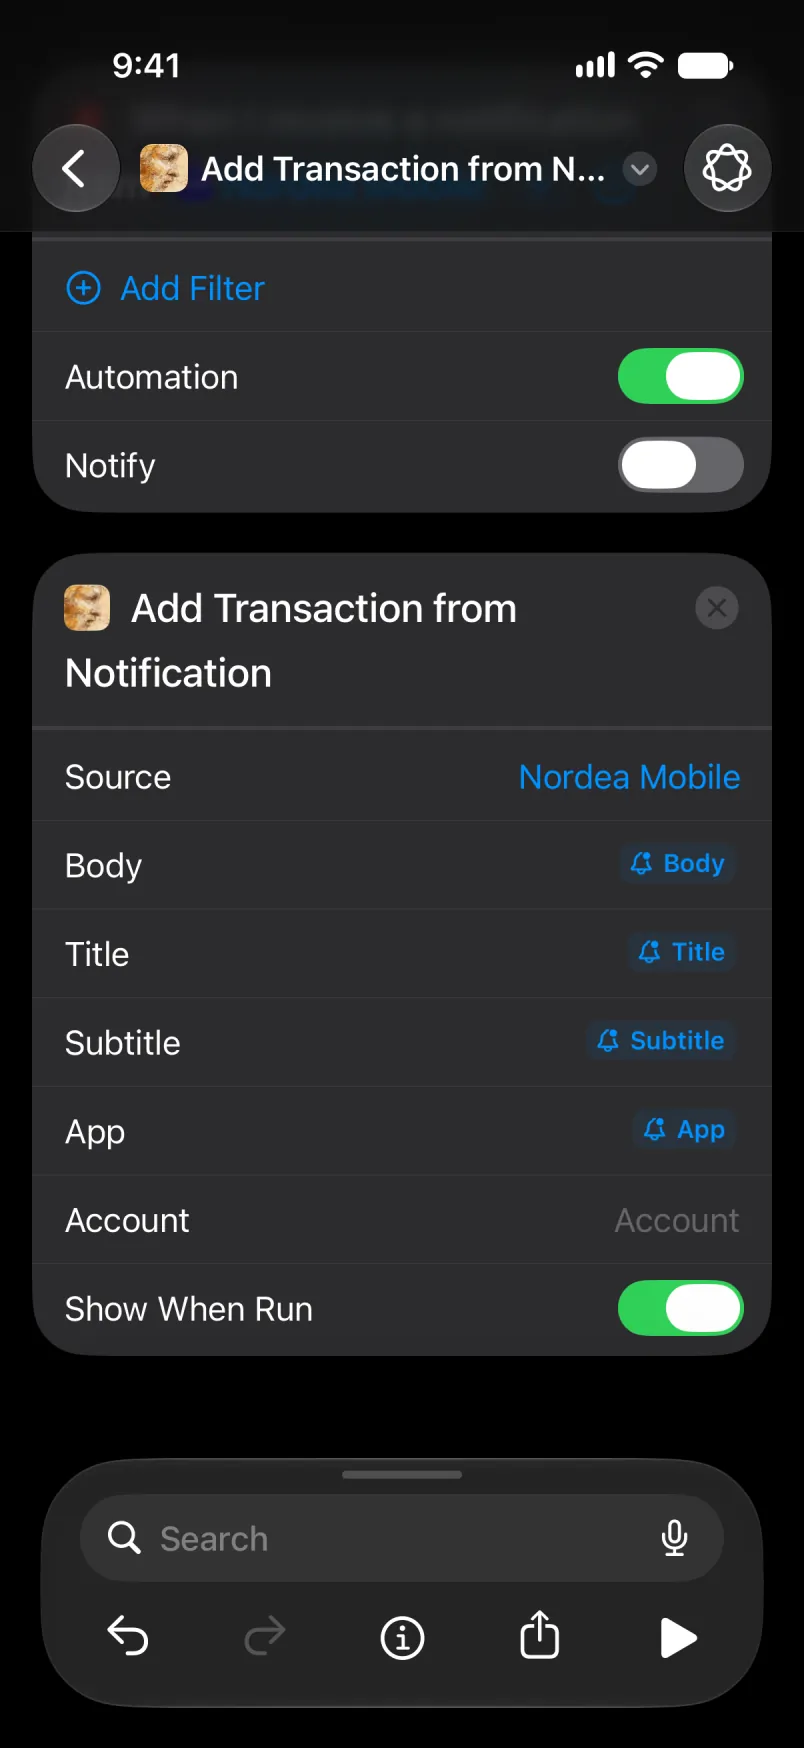 9:41
Add Transaction from N...
Add Filter
Automation
Notify
Add Transaction from
Notification
Source
Nordea Mobile
Body
Body
Title
Title
Subtitle
Subtitle
App
App
Account
Account
Show When Run
Search